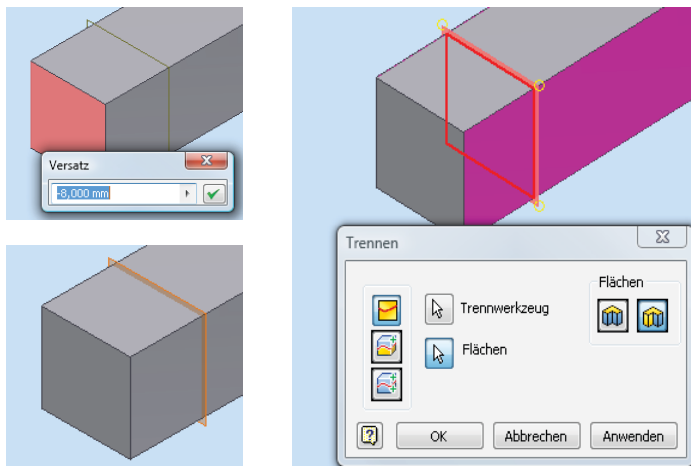 Versatz
-8,000 mm
Trennen
Flächen
Trennwerkzeug
Flächen
OK
Abbrechen
Anwenden